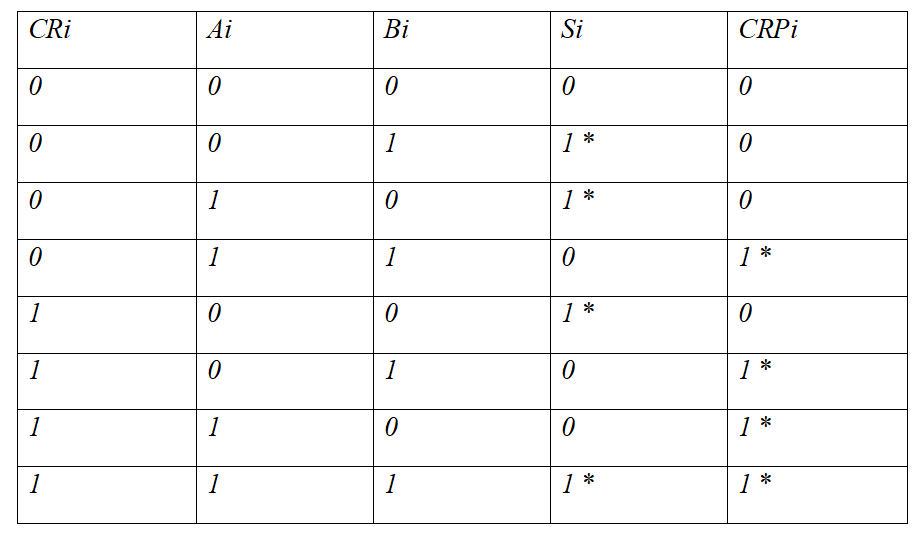 CRi Ai Bi Si CRPi
0 0 0 0 0
0 0 1 1 * 0
0 1 0 1 * 0
0 1 1 0 1 *
1 0 0 1 * 0
1 0 1 0 1 *
1 1 0 0 1 *
1 1 1 1 * 1 *